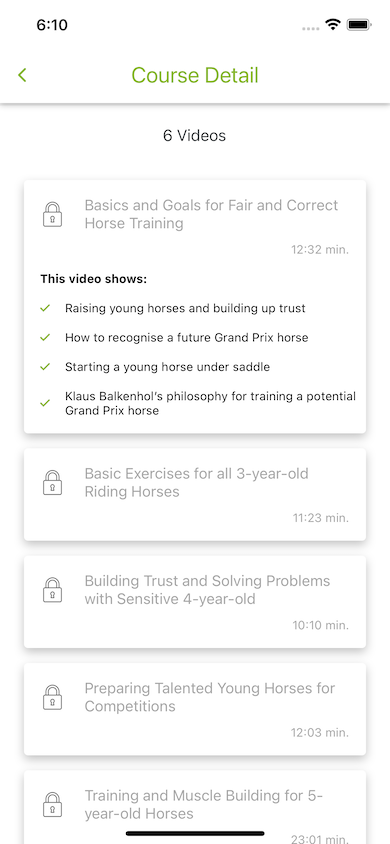 6:10
Course Detail
6 Videos
Basics and Goals for Fair and Correct
Horse Training
12:32 min.
This video shows:
Raising young horses and building up trust
How to recognise a future Grand Prix horse
Starting a young horse under saddle
Klaus Balkenhol's philosophy for training a potential
Grand Prix horse
Basic Exercises for all 3-year-old
Riding Horses
11:23 min.
Building Trust and Solving Problems
with Sensitive 4-year-old
10:10 min.
Preparing Talented Young Horses for
Competitions
12:03 min.
Training and Muscle Building for 5-
year-old Horses
23:01 min.